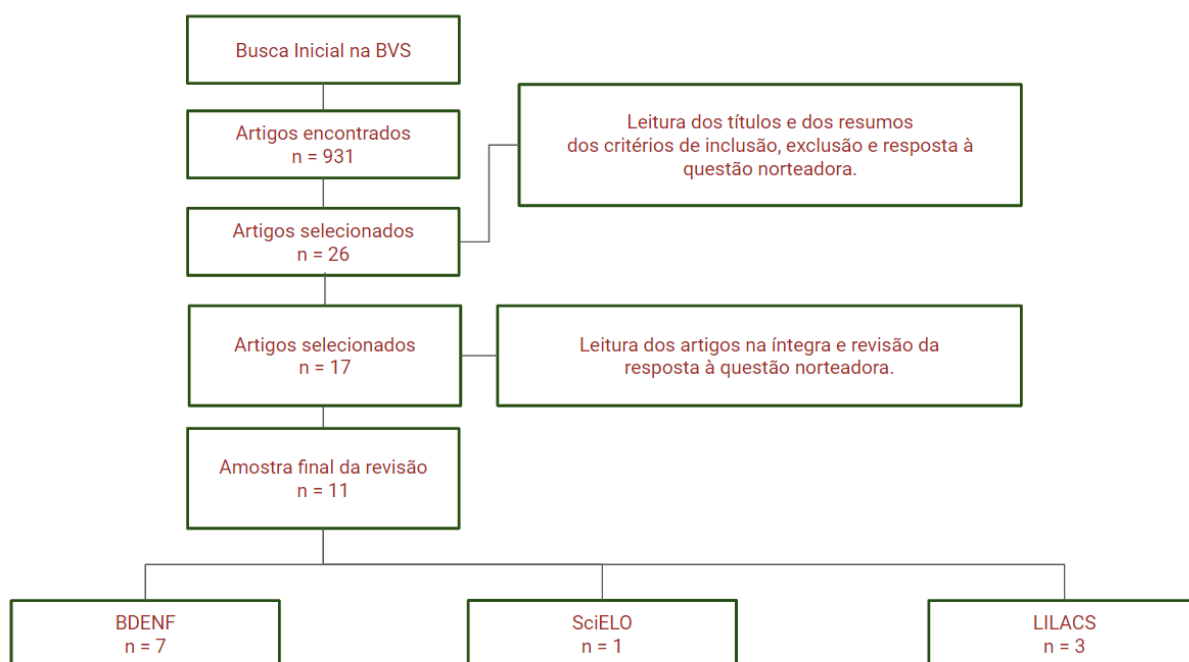 Busca Inicial na BVS
Artigos encontrados
n = 931
Leitura dos títulos e dos resumos
dos critérios de inclusão, exclusão e resposta à
questão norteadora.
Artigos selecionados
n = 26
Artigos selecionados
n = 17
Leitura dos artigos na íntegra e revisão da
resposta à questão norteadora.
Amostra final da revisão
n = 11
BDENF
n = 7
SciELO
n = 1
LILACS
n = 3